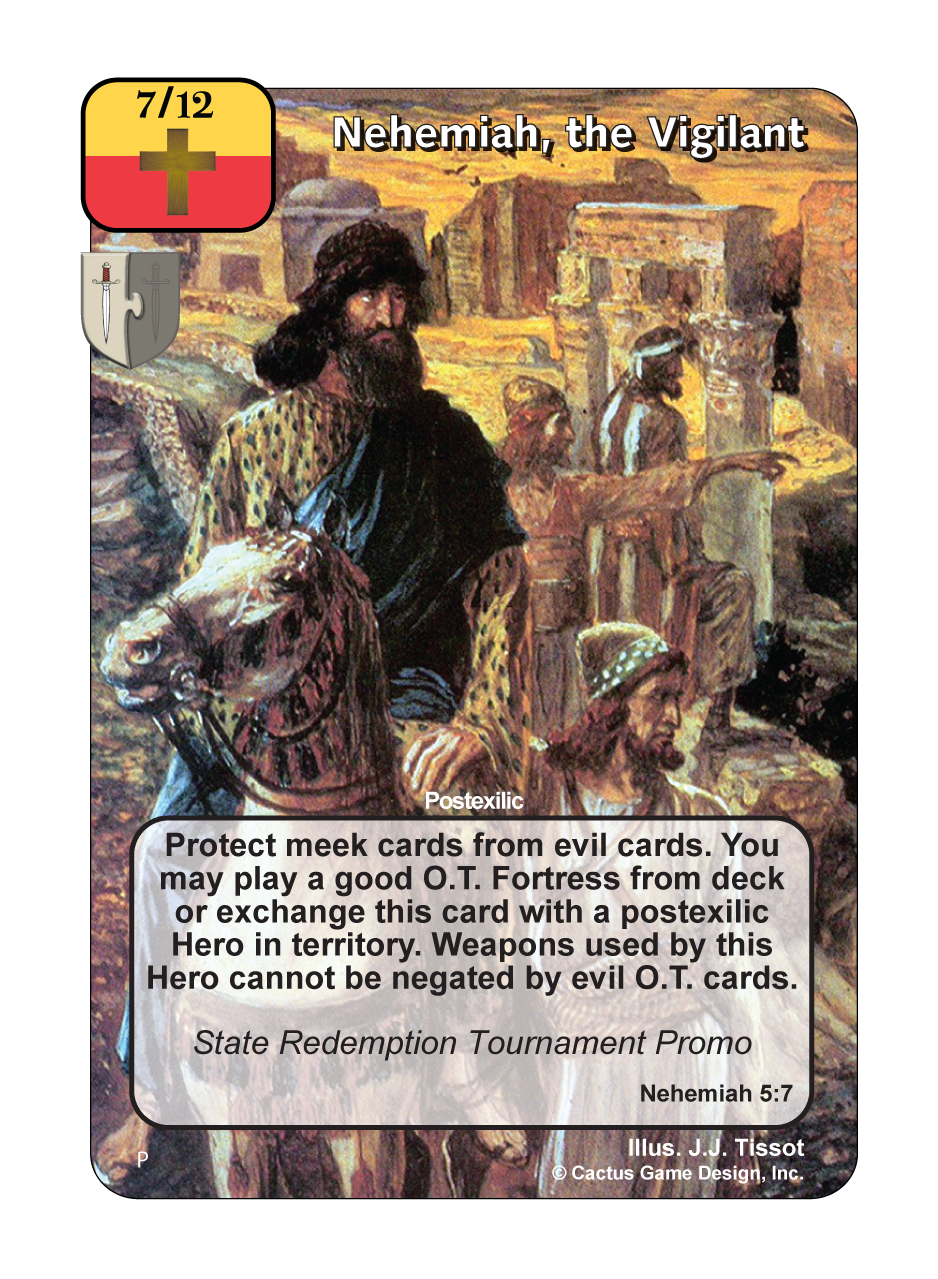 7/12
Nehemiah, the Vigilant
Postexilic
Protect meek cards from evil cards. You
may play a good O.T. Fortress from deck
or exchange this card with a postexilic
Hero in territory. Weapons used by this
Hero cannot be negated by evil O.T. cards.
State Redemption Tournament Promo
Nehemiah 5:7
P
Illus. J.J. Tissot
© Cactus Game Design, Inc.